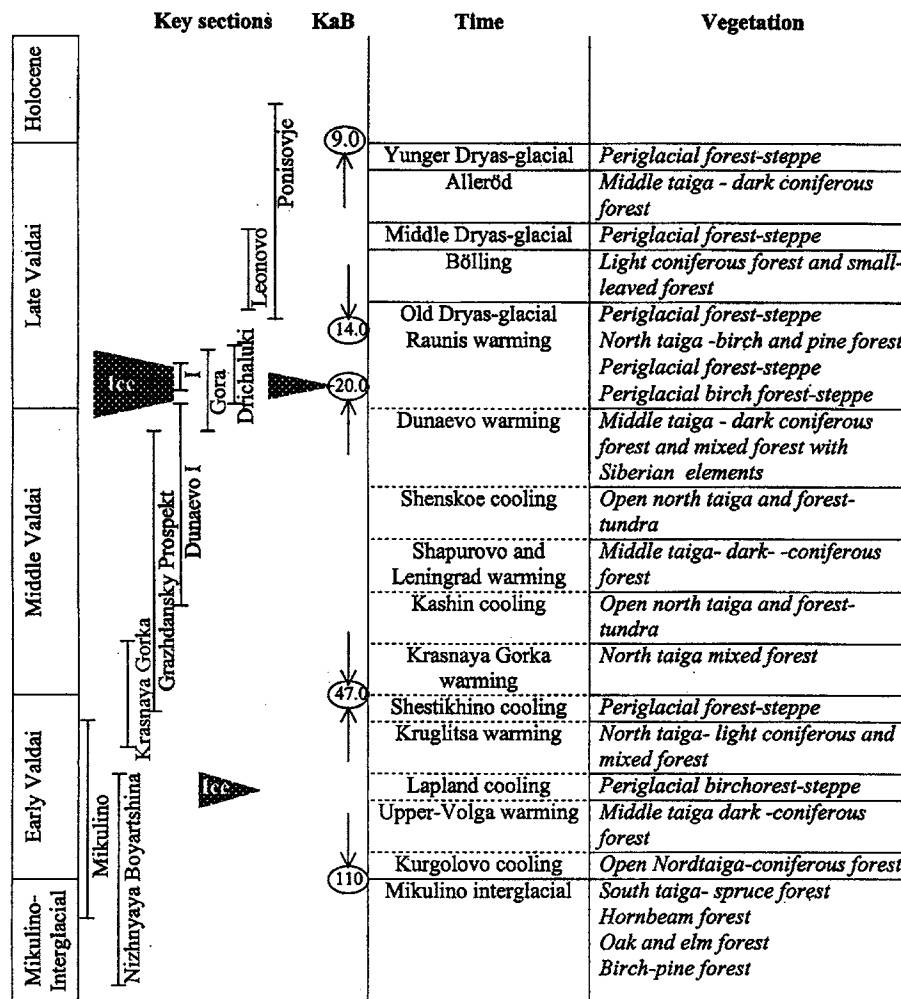 Key sections KaB Time Vegetation
Holocene
Late Valdai
Middle Valdai
Early Valdai
Mikulino-
Interglacial
Mikulino
Nizhnyaya Boyartshina
Krasnaya Gorka
Grazhdansky Prospekt
Dunaevo I
I
Gora
Drichaluki
Leonovo
Ponisovje
Ice
Ice
9.0
14.0
20.0
47.0
110
Yunger Dryas-glacial Periglacial forest-steppe
Alleröd Middle taiga - dark coniferous
forest
Middle Dryas-glacial Periglacial forest-steppe
Bölling Light coniferous forest and small-
leaved forest
Old Dryas-glacial Periglacial forest-steppe
Raunis warming North taiga -birch and pine forest
Periglacial forest-steppe
Periglacial birch forest-steppe
Dunaevo warming Middle taiga - dark coniferous
forest and mixed forest with
Siberian elements
Shenskoe cooling Open north taiga and forest-
tundra
Shapurovo and Middle taiga- dark- -coniferous
Leningrad warming forest
Kashin cooling Open north taiga and forest-
tundra
Krasnaya Gorka North taiga mixed forest
warming
Shestikhino cooling Periglacial forest-steppe
Kruglitsa warming North taiga- light coniferous and
mixed forest
Lapland cooling Periglacial birchorest-steppe
Upper-Volga warming Middle taiga dark -coniferous
forest
Kurgolovo cooling Open Nordtaiga-coniferous forest
Mikulino interglacial South taiga- spruce forest
Hornbeam forest
Oak and elm forest
Birch-pine forest